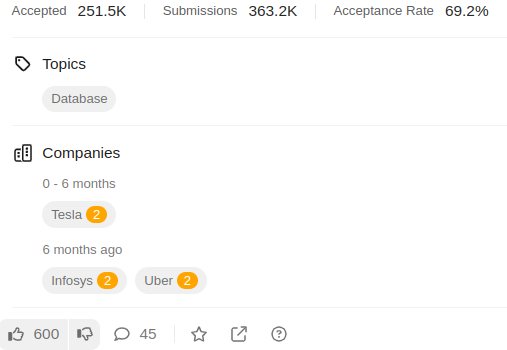 Accepted 251.5K Submissions 363.2K Acceptance Rate 69.2%
Topics
Database
Companies
0 - 6 months
Tesla 2
6 months ago
Infosys 2 Uber 2
600 45